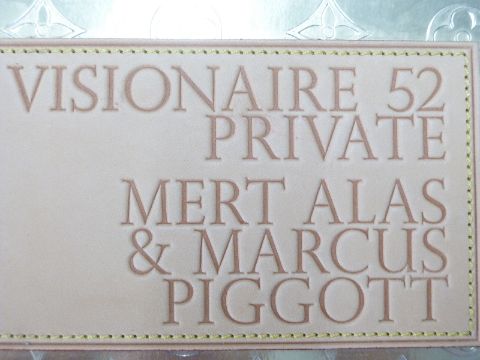 VISIONAIRE 52
PRIVATE
MERT ALAS
& MARCUS
PIGGOTT